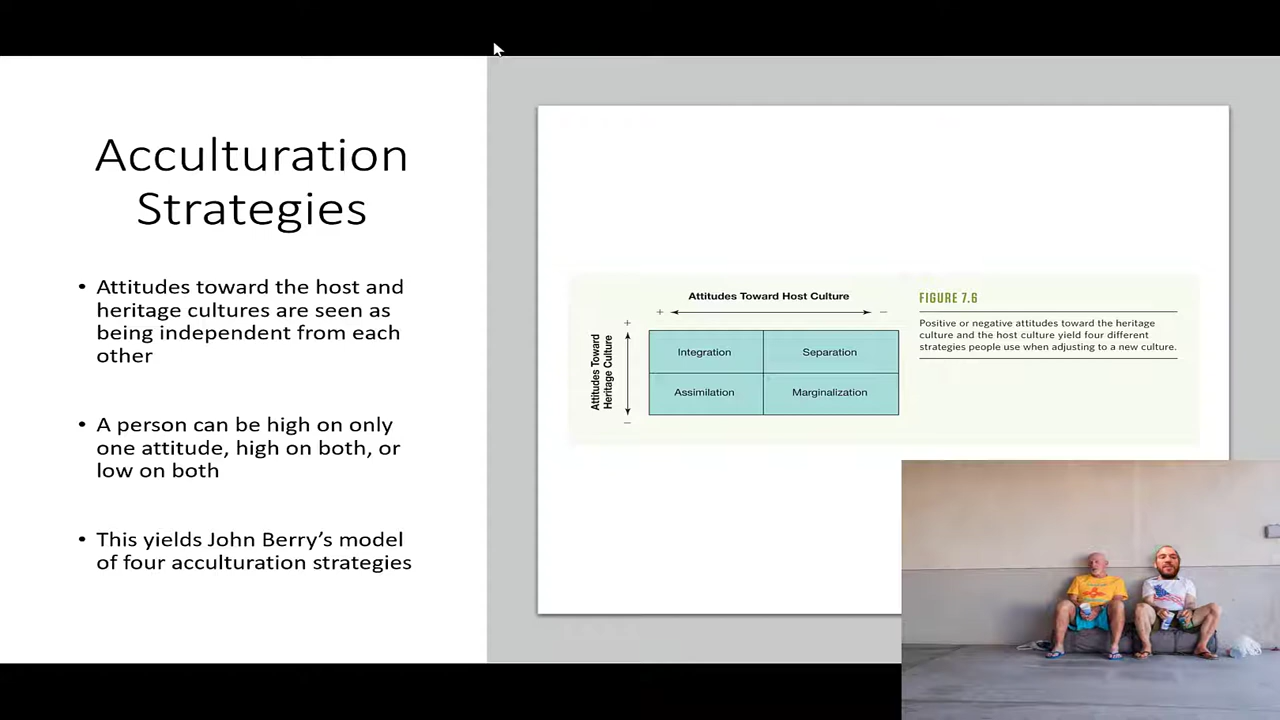 Acculturation
Strategies
• Attitudes toward the host and
heritage cultures are seen as
being independent from each
other
• A person can be high on only
one attitude, high on both, or
low on both
• This yields John Berry’s model
of four acculturation strategies
Attitudes Toward Host Culture
+ −
Attitudes Toward
Heritage Culture
+
−
Integration Separation
Assimilation Marginalization
FIGURE 7.6
Positive or negative attitudes toward the heritage
culture and the host culture yield four different
strategies people use when adjusting to a new culture.